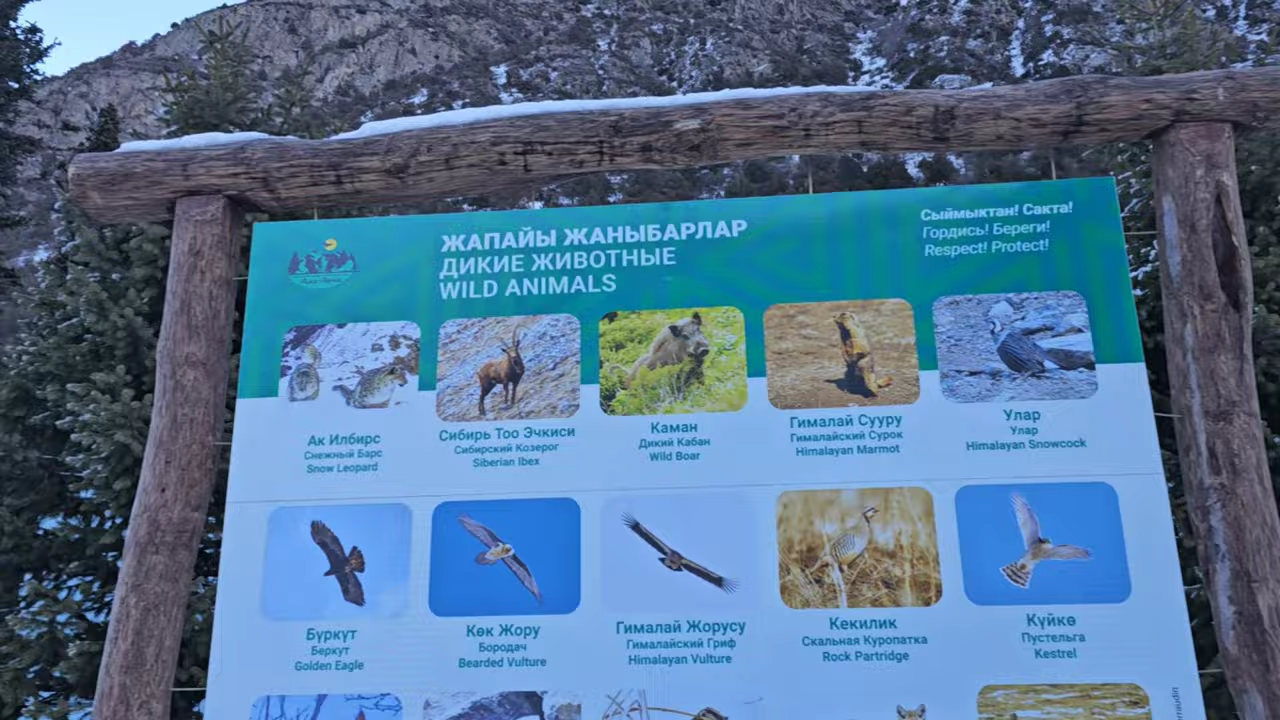 ЖАПАЙЫ ЖАНЫБАРЛАР
ДИКИЕ ЖИВОТНЫЕ
WILD ANIMALS
Сыймыктан! Сакта!
Гордись! Береги!
Respect! Protect!
Ак Илбирс
Снежный Барс
Snow Leopard
Сибирь Тоо Эчкиси
Сибирский Козерог
Siberian Ibex
Каман
Дикий Кабан
Wild Boar
Гималай Сууру
Гималайский Сурок
Himalayan Marmot
Улар
Улар
Himalayan Snowcock
Бүркүт
Беркут
Golden Eagle
Көк Жору
Бородач
Bearded Vulture
Гималай Жорусу
Гималайский Гриф
Himalayan Vulture
Кекилик
Скальная Куропатка
Rock Partridge
Күйкө
Пустельга
Kestrel